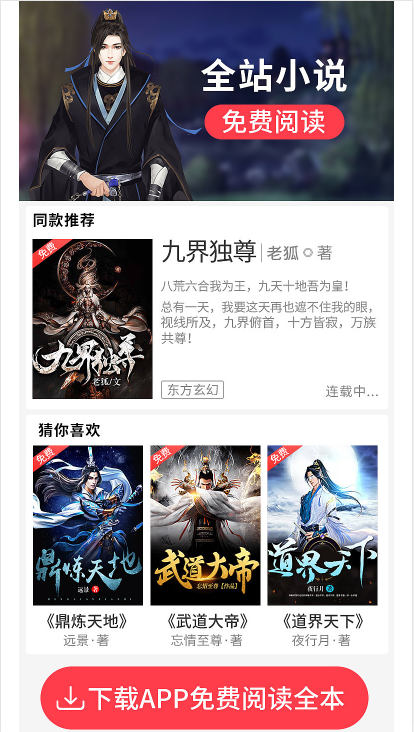 全站小说
免费阅读
同款推荐
免费
九界独尊
老狐/文
九界独尊 | 老狐 ◎ 著
八荒六合我为王，九天十地吾为皇！
总有一天，我要这天再也遮不住我的眼，
视线所及，九界俯首，十方皆寂，万族
共尊！
东方玄幻
连载中...
猜你喜欢
免费
鼎炼天地
远景 著
免费
武道大帝
忘情至尊【作品】
免费
道界天下
夜行月 著
《鼎炼天地》
远景·著
《武道大帝》
忘情至尊·著
《道界天下》
夜行月·著
下载APP免费阅读全本